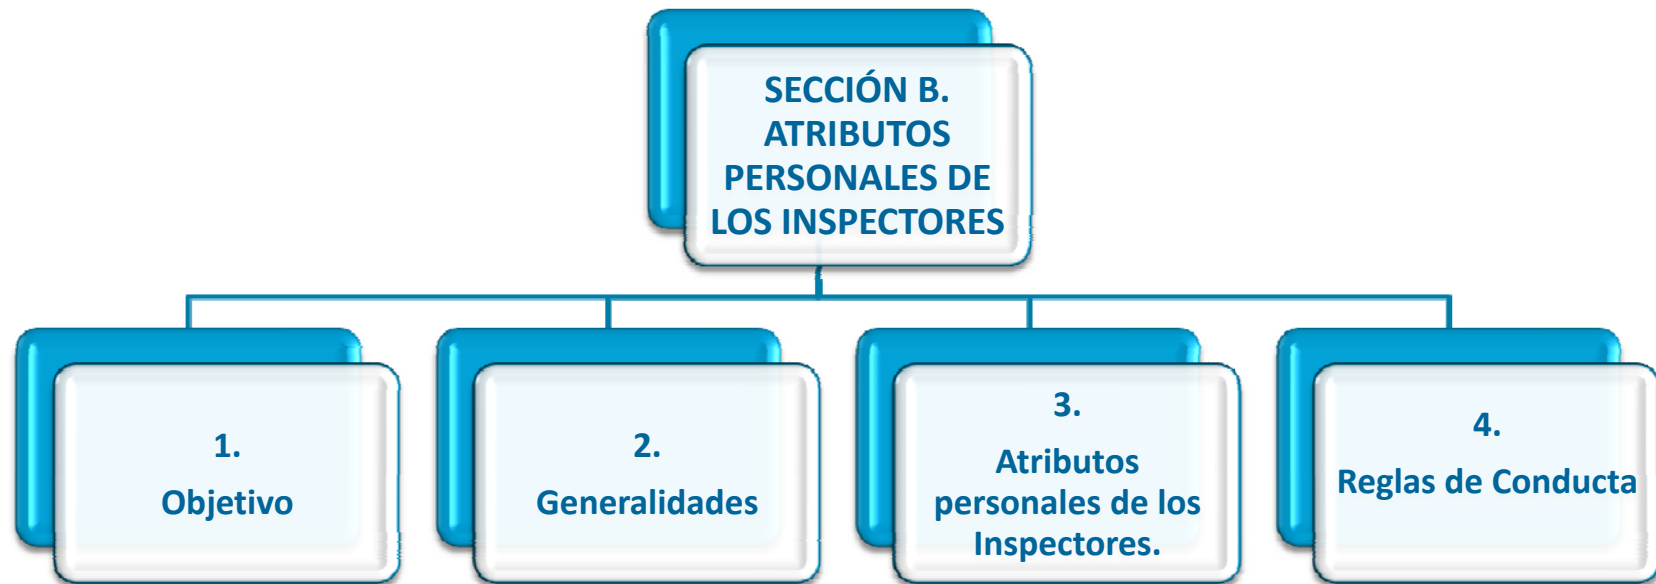 SECCIÓN B.
ATRIBUTOS
PERSONALES DE
LOS INSPECTORES
1.
Objetivo
2.
Generalidades
3.
Atributos
personales de los
Inspectores.
4.
Reglas de Conducta